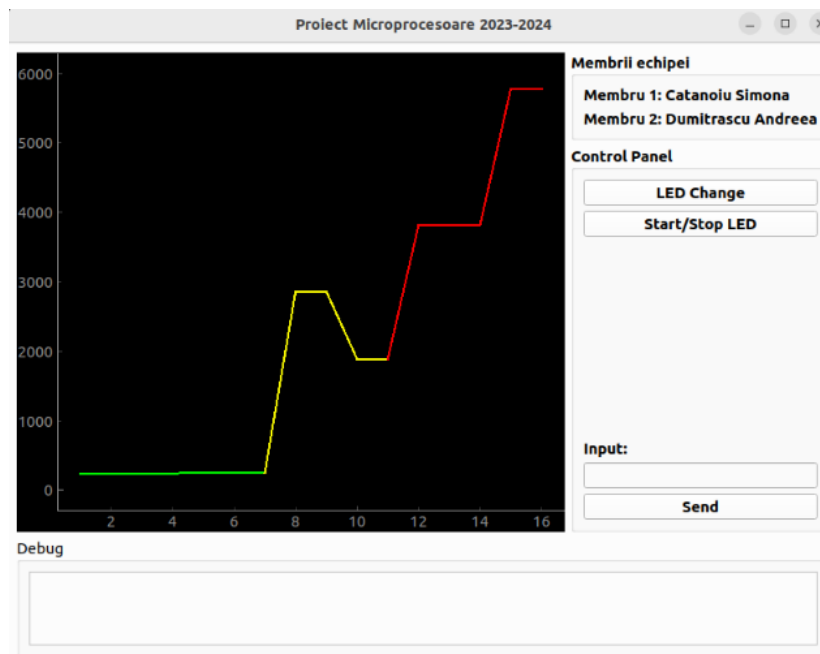 Proiect Microprocesoare 2023-2024
6000
5000
4000
3000
2000
1000
0
2 4 6 8 10 12 14 16
Membrii echipei
Membru 1: Catanoiu Simona
Membru 2: Dumitrascu Andreea
Control Panel
LED Change
Start/Stop LED
Input:
Send
Debug